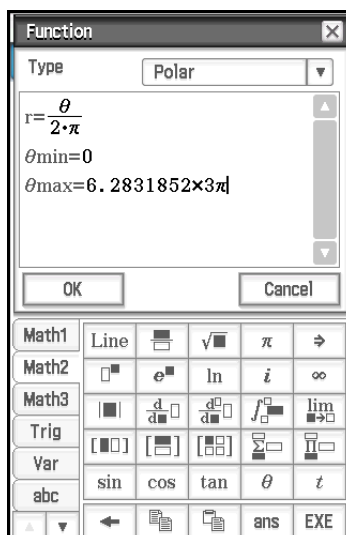 Function
Type Polar
r=θ/2·π
θmin=0
θmax=6.2831852×3π
OK Cancel
Math1 Line √■ π ⇒
Math2 □■ e■ ln i ∞
Math3 |■| d/d■□ d□/d■□□ ∫□□■ lim■→□
Trig [■□] [■] [■□] Σ□ Π□
Var sin cos tan θ t
abc
ans EXE